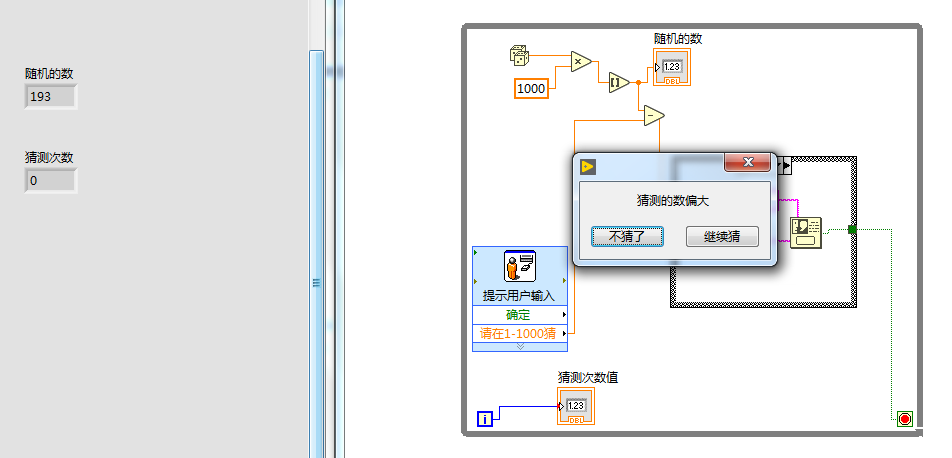 随机的数
193
猜测次数
0
随机的数
1.23
DBL
1000
猜测的数偏大
不猜了
继续猜
提示用户输入
确定
请在1-1000猜
猜测次数值
1.23
DBL
i